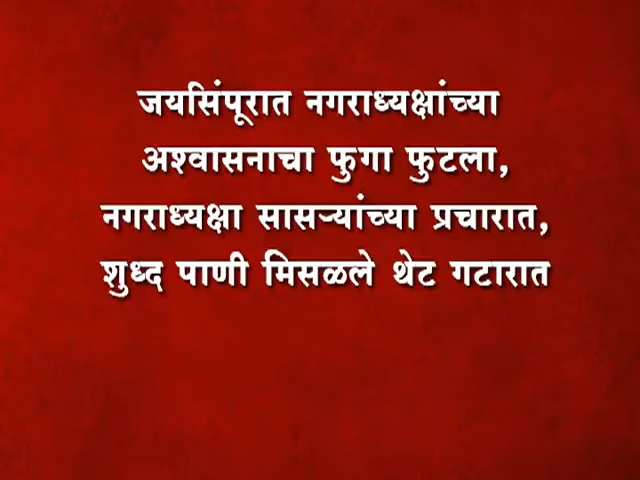 जयसिंपूरात नगराध्यक्षांच्या
अश्वासनाचा फुगा फुटला,
नगराध्यक्षा सासऱ्यांच्या प्रचारात,
शुध्द पाणी मिसळले थेट गटारात